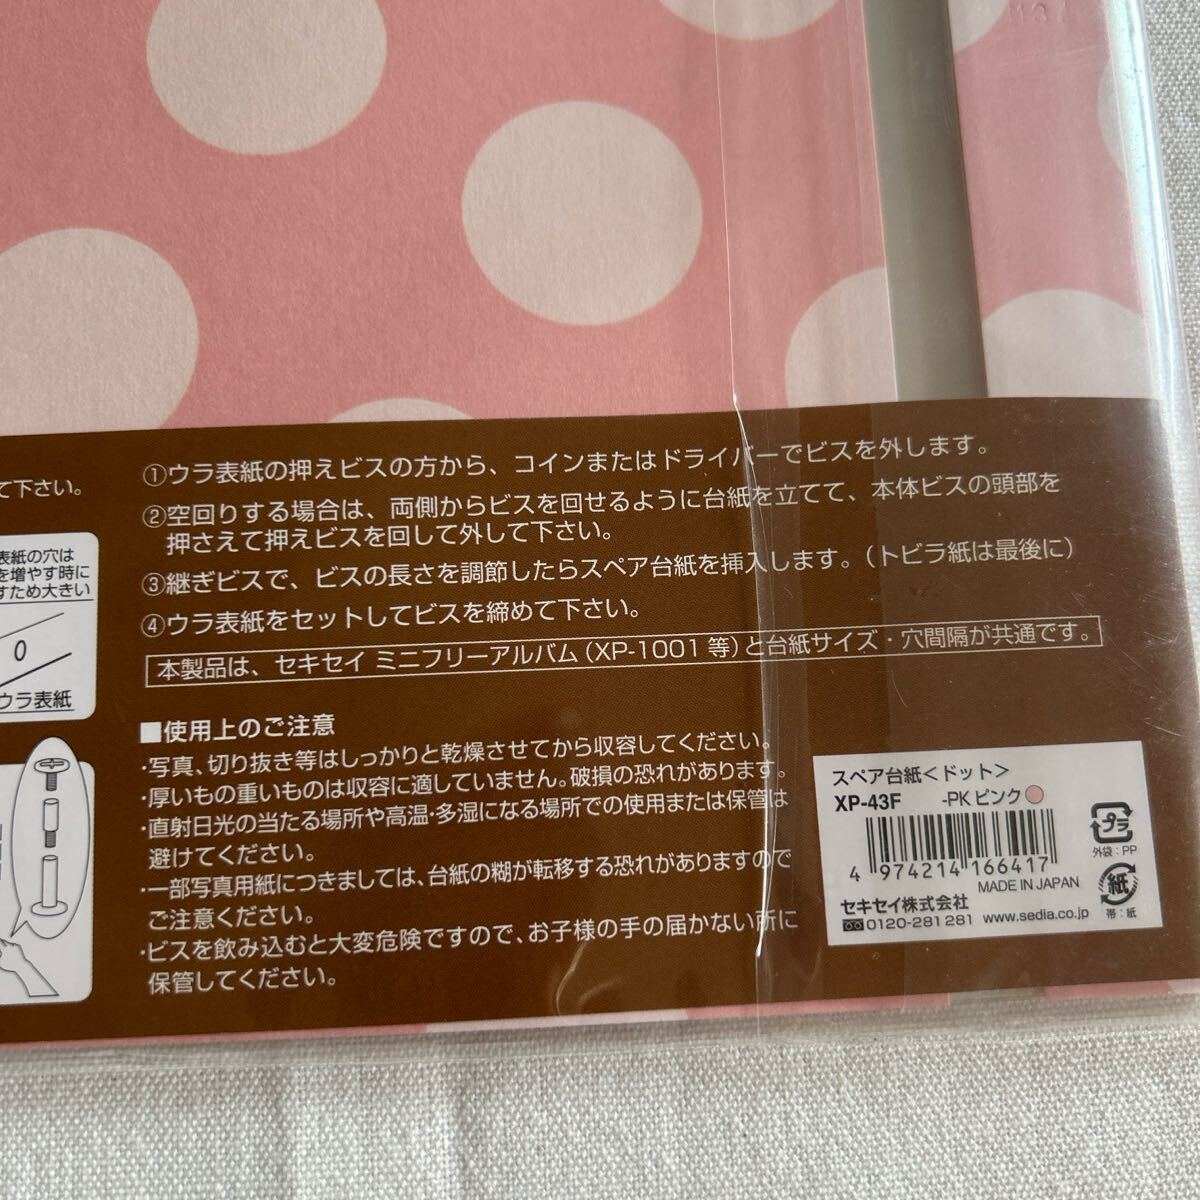 て下さい。
表紙の穴は
を増やす時に
すため大きい
ウラ表紙
①ウラ表紙の押えビスの方から、コインまたはドライバーでビスを外します。
②空回りする場合は、両側からビスを回せるように台紙を立てて、本体ビスの頭部を
押さえて押えビスを回して外して下さい。
③継ぎビスで、ビスの長さを調節したらスペア台紙を挿入します。(トビラ紙は最後に)
④ウラ表紙をセットしてビスを締めて下さい。
本製品は、セキセイ ミニフリーアルバム(XP-1001 等)と台紙サイズ・穴間隔が共通です。
■使用上のご注意
・写真、切り抜き等はしっかりと乾燥させてから収容してください。
・厚いもの重いものは収容に適していません。破損の恐れがあります。
・直射日光の当たる場所や高温・多湿になる場所での使用または保管は
避けてください。
・一部写真用紙につきましては、台紙の糊が転移する恐れがありますので
ご注意ください。
・ビスを飲み込むと大変危険ですので、お子様の手の届かない所に
保管してください。
スペア台紙<ドット>
XP-43F -PK ピンク
4 974214 166417
MADE IN JAPAN
セキセイ株式会社
0120-281 281 www.sedia.co.jp
プラ
外袋:PP
紙
帯:紙